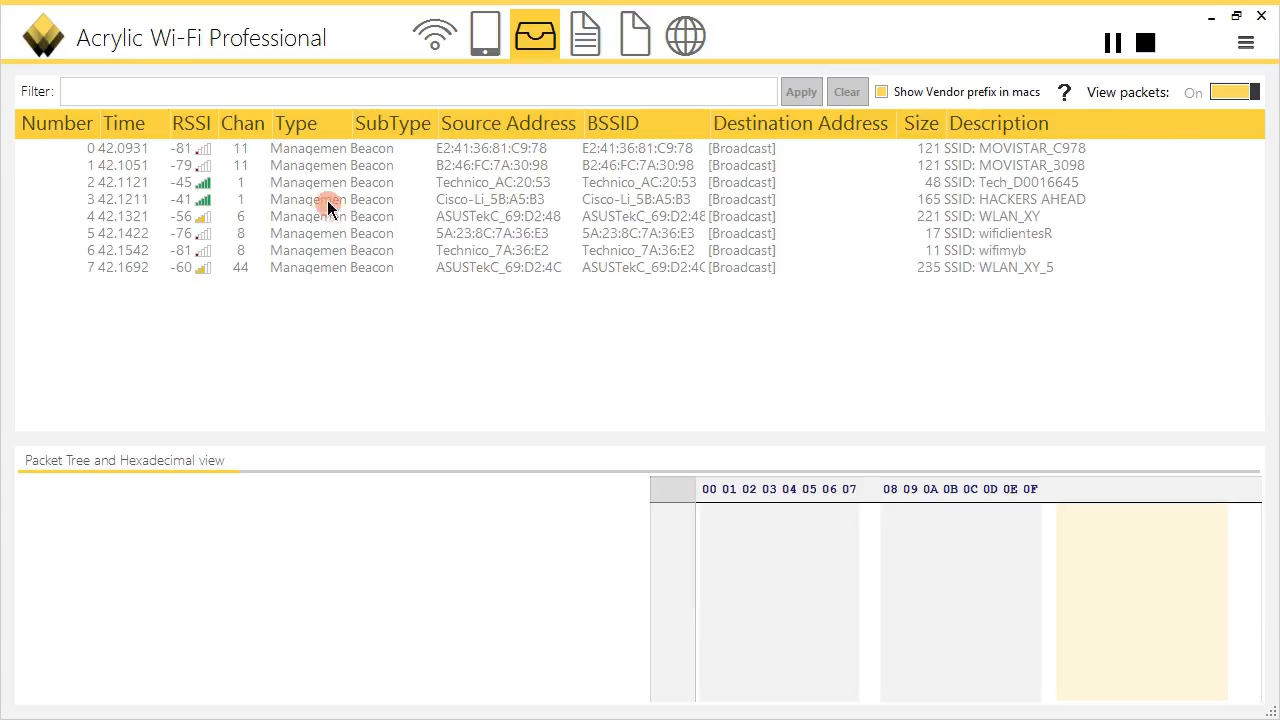 Acrylic Wi-Fi Professional
Filter: Apply Clear Show Vendor prefix in macs ? View packets: On
Number Time RSSI Chan Type SubType Source Address BSSID Destination Address Size Description
0 42.0931 -81 11 Managemen Beacon E2:41:36:81:C9:78 E2:41:36:81:C9:78 [Broadcast] 121 SSID: MOVISTAR_C978
1 42.1051 -79 11 Managemen Beacon B2:46:FC:7A:30:98 B2:46:FC:7A:30:98 [Broadcast] 121 SSID: MOVISTAR_3098
2 42.1121 -45 1 Managemen Beacon Technico_AC:20:53 Technico_AC:20:53 [Broadcast] 48 SSID: Tech_D0016645
3 42.1211 -41 1 Managemen Beacon Cisco-Li_5B:A5:B3 Cisco-Li_5B:A5:B3 [Broadcast] 165 SSID: HACKERS AHEAD
4 42.1321 -56 6 Managemen Beacon ASUSTekC_69:D2:48 ASUSTekC_69:D2:48 [Broadcast] 221 SSID: WLAN_XY
5 42.1422 -76 8 Managemen Beacon 5A:23:8C:7A:36:E3 5A:23:8C:7A:36:E3 [Broadcast] 17 SSID: wificlientesR
6 42.1542 -81 8 Managemen Beacon Technico_7A:36:E2 Technico_7A:36:E2 [Broadcast] 11 SSID: wifimyb
7 42.1692 -60 44 Managemen Beacon ASUSTekC_69:D2:4C ASUSTekC_69:D2:4C [Broadcast] 235 SSID: WLAN_XY_5
Packet Tree and Hexadecimal view
00 01 02 03 04 05 06 07 08 09 0A 0B 0C 0D 0E 0F